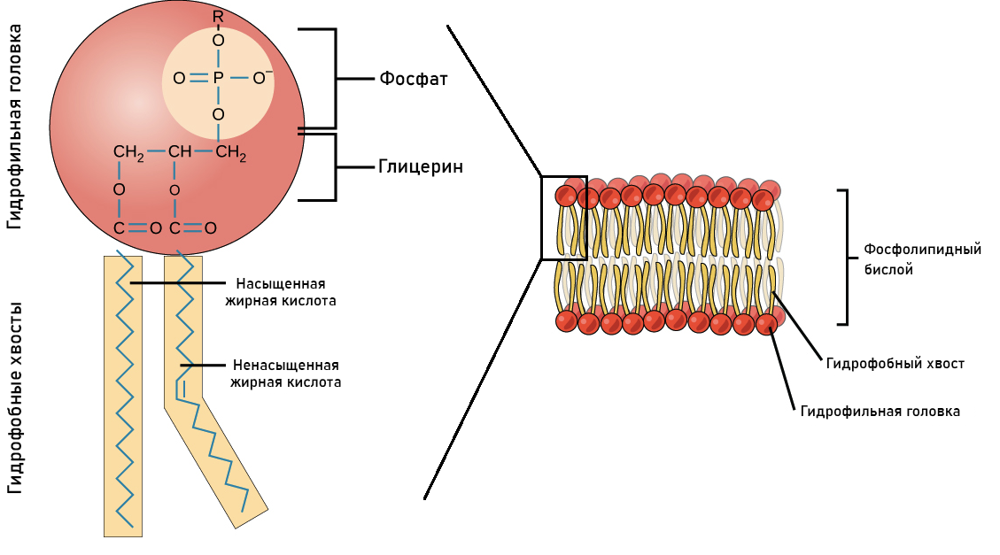 Гидрофильная головка
Гидрофобные хвосты
R
O
O=P–O⁻
O
CH₂–CH–CH₂
O O
C=O C=O
Фосфат
Глицерин
Насыщенная
жирная кислота
Ненасыщенная
жирная кислота
Фосфолипидный
бислой
Гидрофобный хвост
Гидрофильная головка